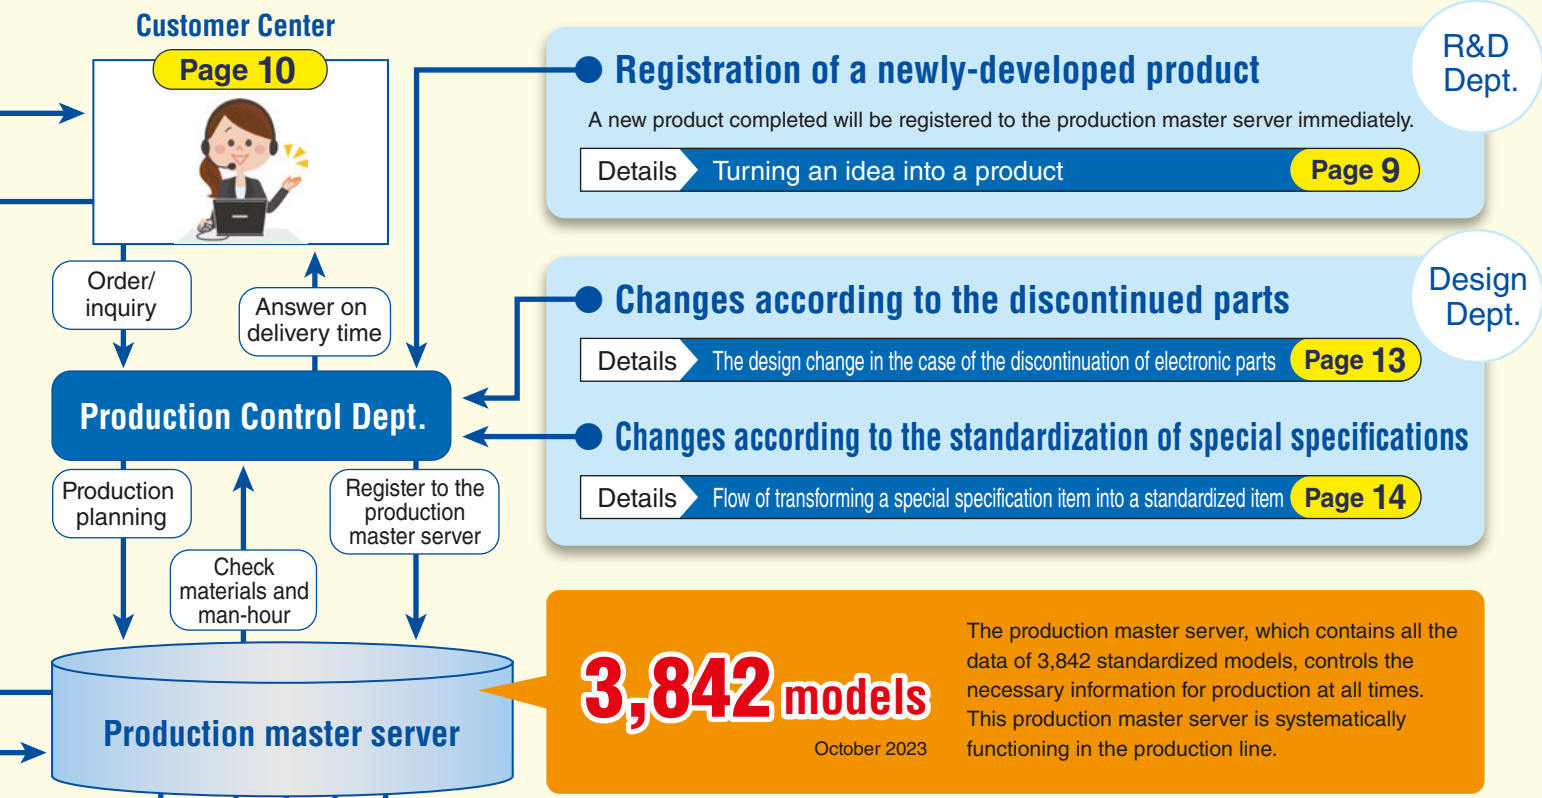 Customer Center
Page 10
Order/
inquiry
Answer on
delivery time
Production Control Dept.
Production
planning
Check
materials and
man-hour
Register to the
production
master server
Production master server
R&D
Dept.
Registration of a newly-developed product
A new product completed will be registered to the production master server immediately.
Details Turning an idea into a product Page 9
Design
Dept.
Changes according to the discontinued parts
Details The design change in the case of the discontinuation of electronic parts Page 13
Changes according to the standardization of special specifications
Details Flow of transforming a special specification item into a standardized item Page 14
3,842 models
October 2023
The production master server, which contains all the
data of 3,842 standardized models, controls the
necessary information for production at all times.
This production master server is systematically
functioning in the production line.